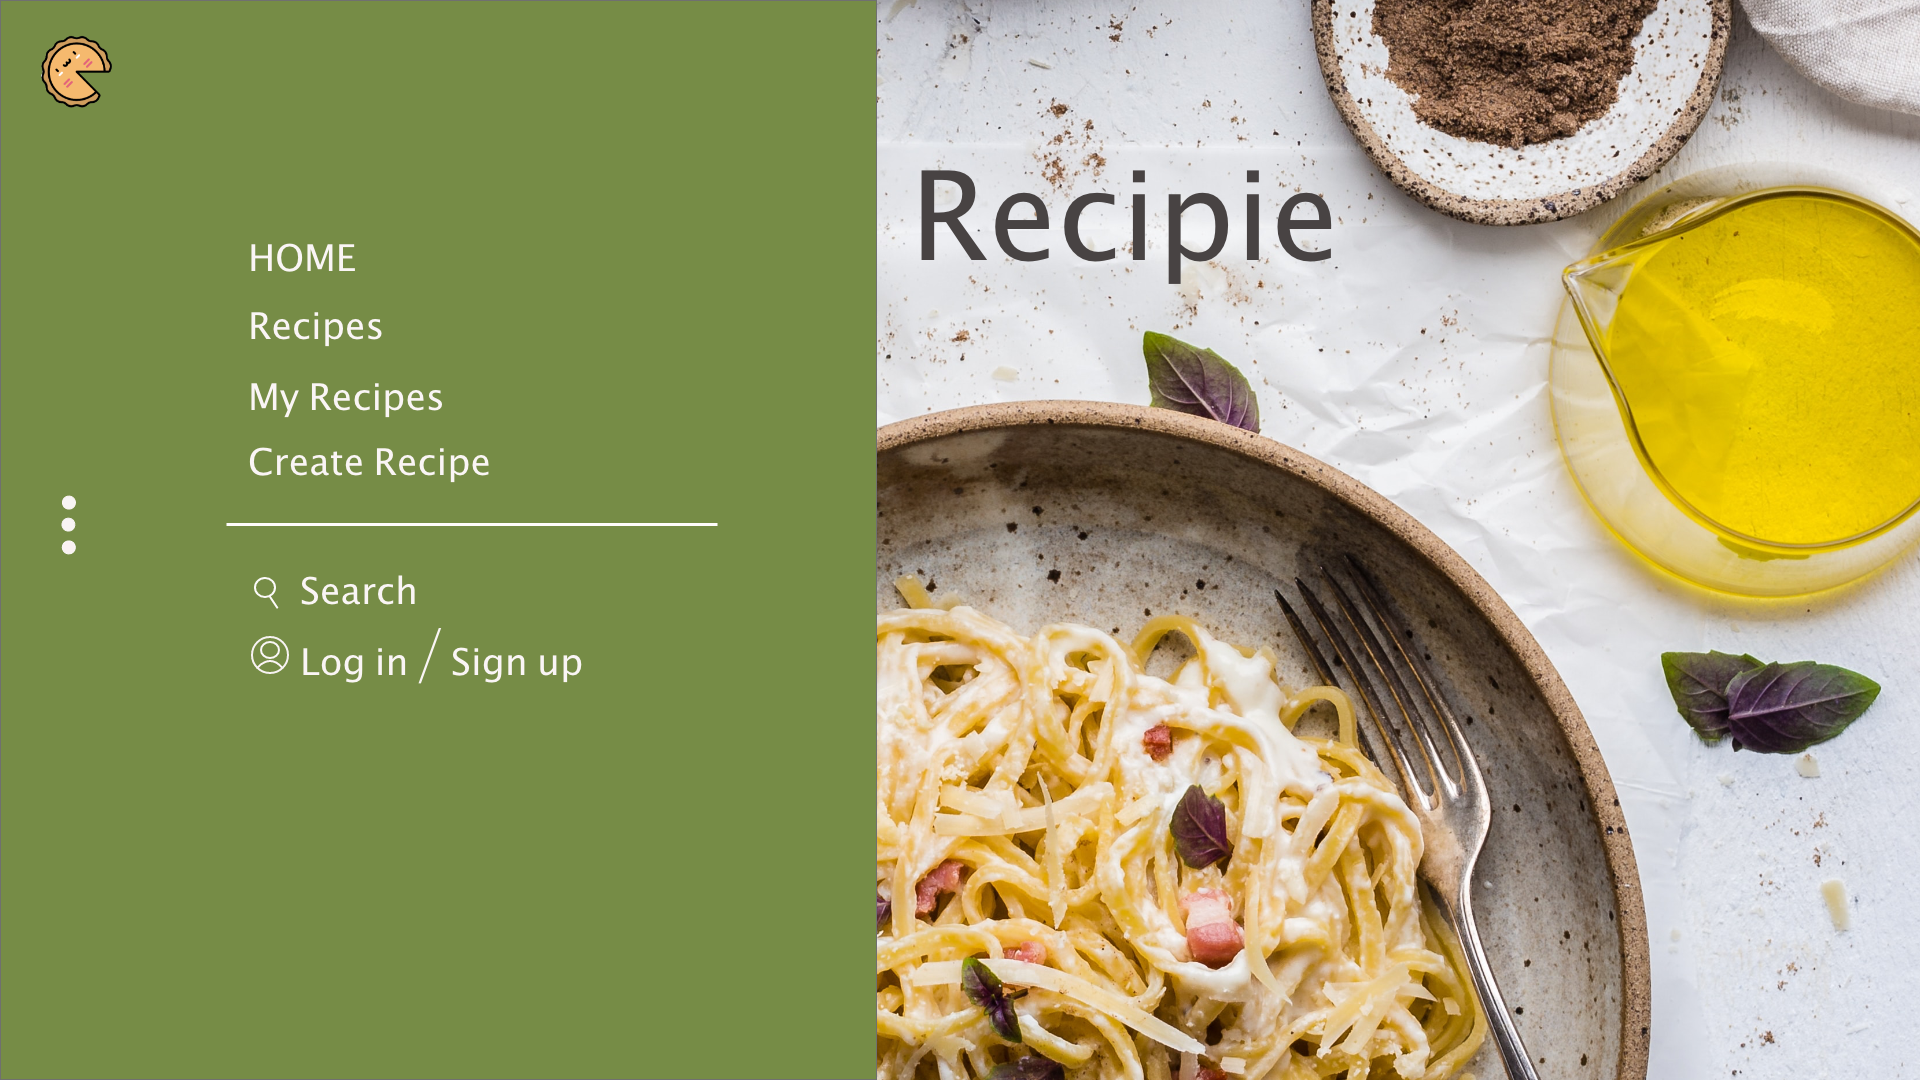 HOME
Recipes
My Recipes
Create Recipe
Search
Log in / Sign up
Recipie